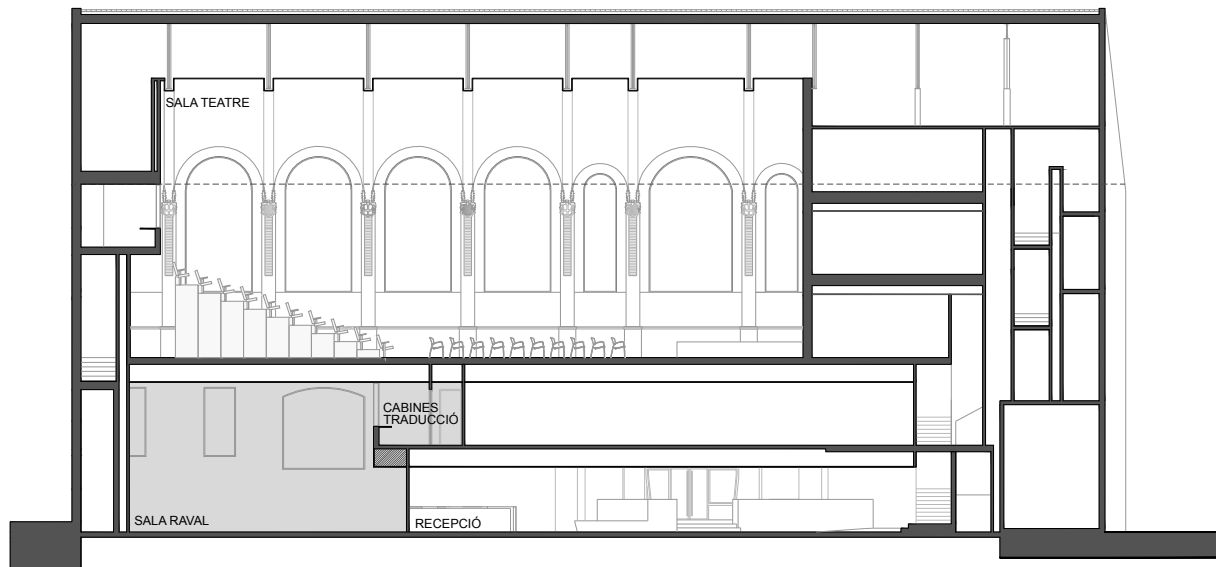 SALA TEATRE
CABINES
TRADUCCIÓ
SALA RAVAL
RECEPCIÓ